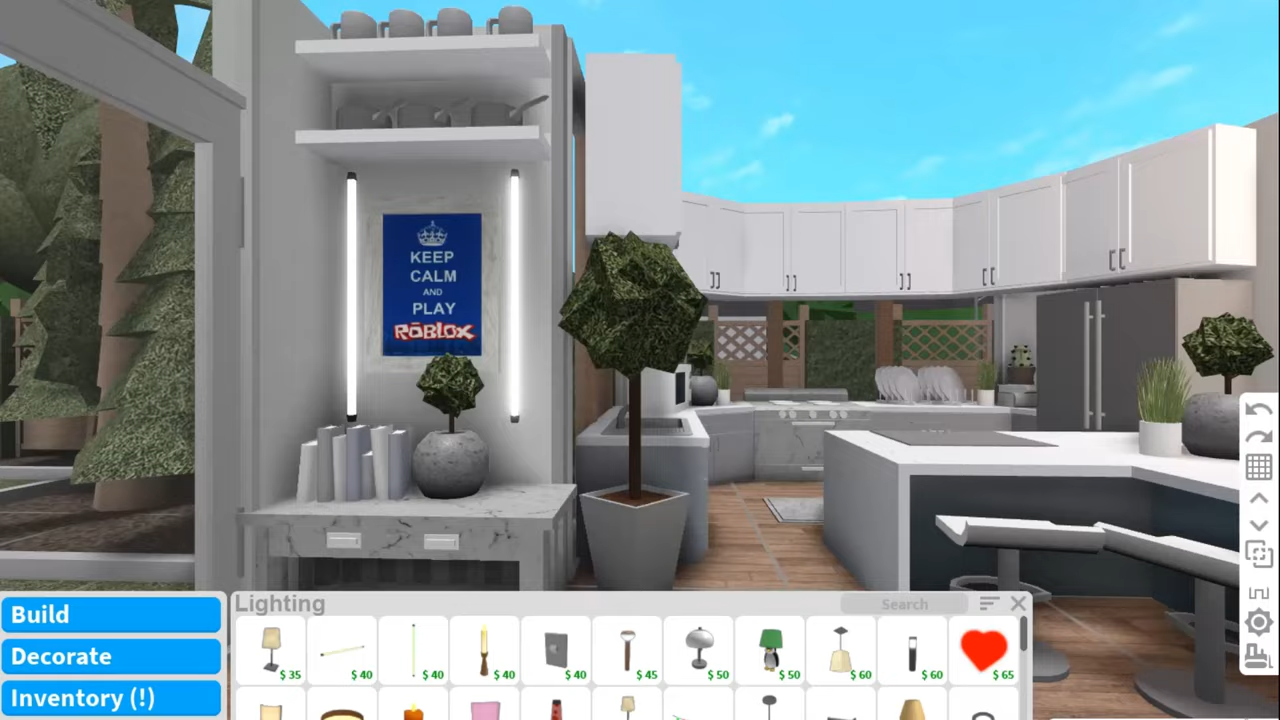 KEEP
CALM
AND
PLAY
ROBLOX
Build
Decorate
Inventory (!)
Lighting
Search
$ 35
$ 40
$ 40
$ 40
$ 40
$ 45
$ 50
$ 50
$ 60
$ 60
$ 65